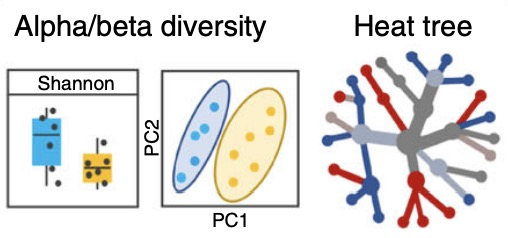 Alpha/beta diversity
Heat tree
Shannon
PC2
PC1